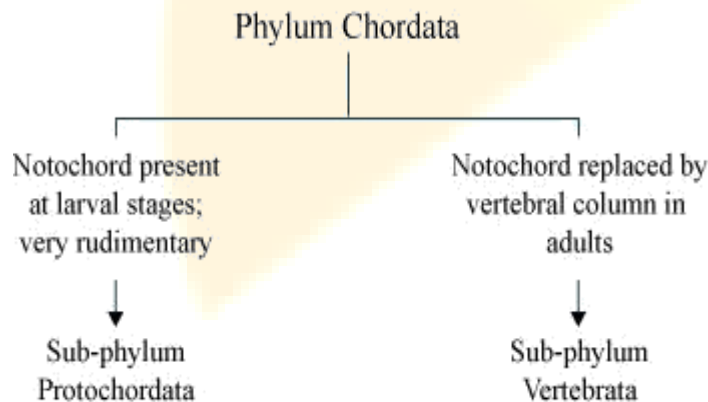 Phylum Chordata
Notochord present
at larval stages;
very rudimentary
Sub-phylum
Protochordata
Notochord replaced by
vertebral column in
adults
Sub-phylum
Vertebrata